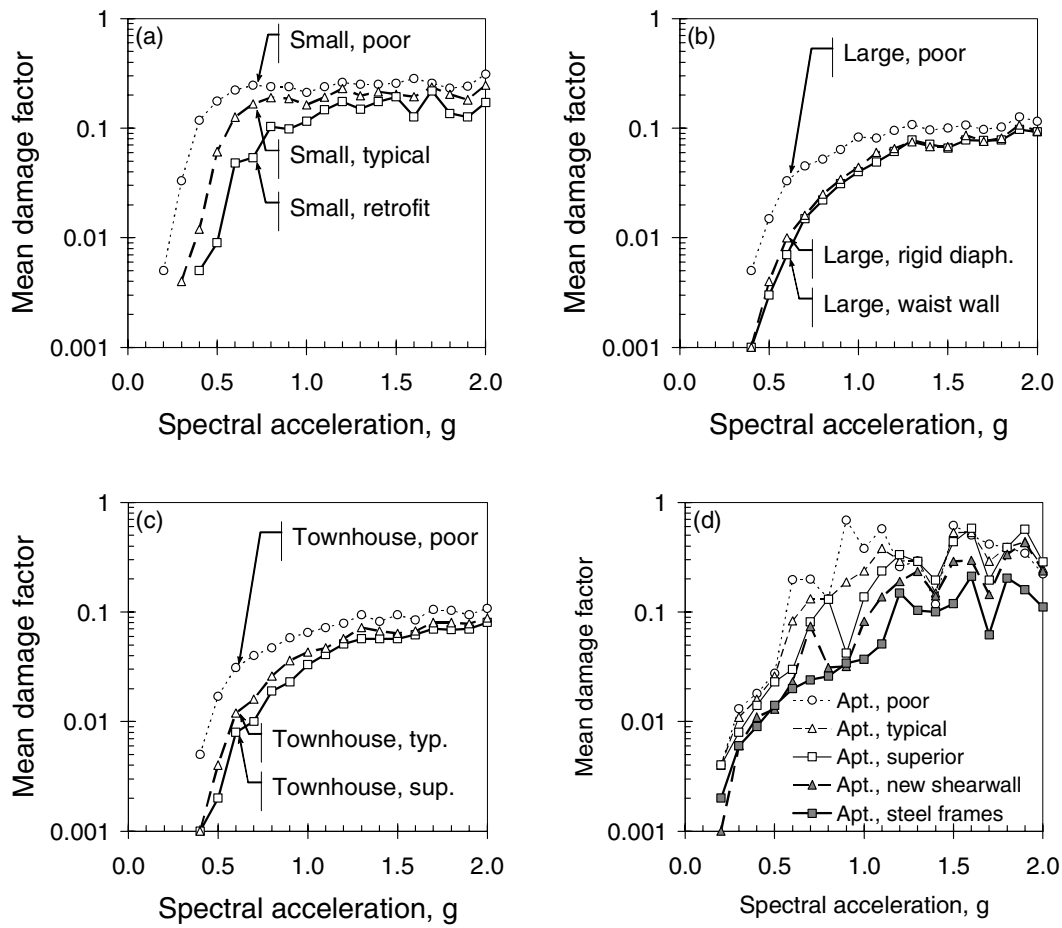 (a)
Mean damage factor
1
0.1
0.01
0.001
Small, poor
Small, typical
Small, retrofit
0.0 0.5 1.0 1.5 2.0
Spectral acceleration, g
(b)
Mean damage factor
1
0.1
0.01
0.001
Large, poor
Large, rigid diaph.
Large, waist wall
0.0 0.5 1.0 1.5 2.0
Spectral acceleration, g
(c)
Mean damage factor
1
0.1
0.01
0.001
Townhouse, poor
Townhouse, typ.
Townhouse, sup.
0.0 0.5 1.0 1.5 2.0
Spectral acceleration, g
(d)
Mean damage factor
1
0.1
0.01
0.001
Apt., poor
Apt., typical
Apt., superior
Apt., new shearwall
Apt., steel frames
0.0 0.5 1.0 1.5 2.0
Spectral acceleration, g